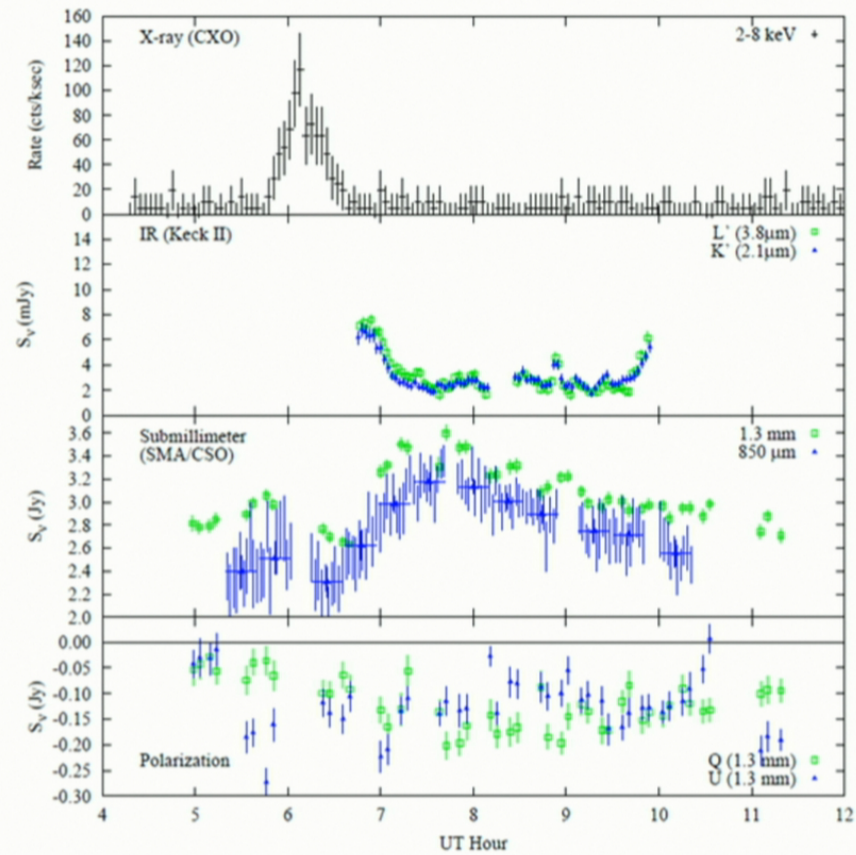 160
140
120
100
80
60
40
20
0
Rate (cts/ksec)
X-ray (CXO)
2-8 keV
14
12
10
8
6
4
2
0
Sν (mJy)
IR (Keck II)
L` (3.8μm)
K` (2.1μm)
3.6
3.4
3.2
3.0
2.8
2.6
2.4
2.2
2.0
Sν (Jy)
Submillimeter
(SMA/CSO)
1.3 mm
850 μm
0.00
-0.05
-0.10
-0.15
-0.20
-0.25
-0.30
Sν (Jy)
Polarization
Q (1.3 mm)
U (1.3 mm)
4 5 6 7 8 9 10 11 12
UT Hour